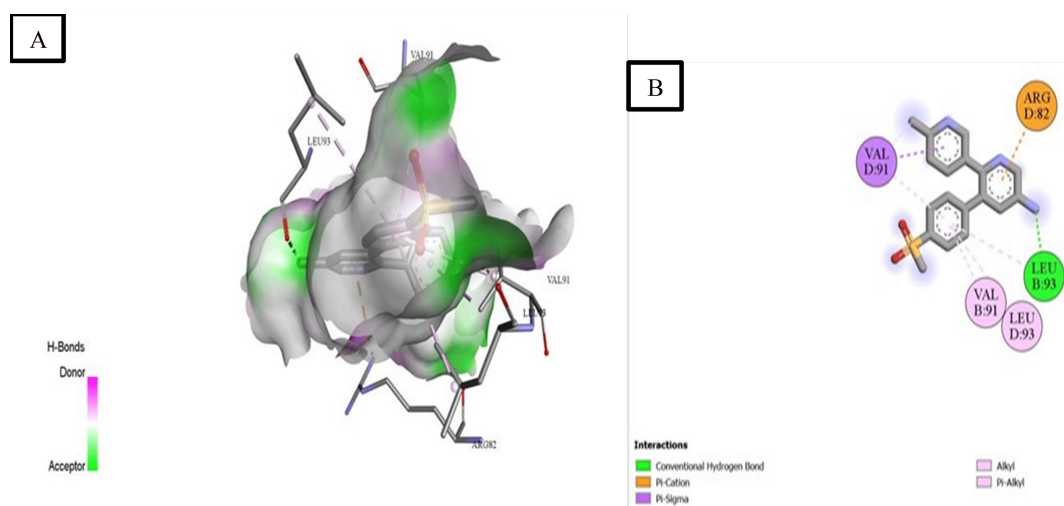 A
VAL91
LEU93
VAL91
LEU93
ARG82
H-Bonds
Donor
Acceptor
B
ARG
D:82
VAL
D:91
LEU
B:93
VAL
B:91
LEU
D:93
Interactions
Conventional Hydrogen Bond
Pi-Cation
Pi-Sigma
Alkyl
Pi-Alkyl